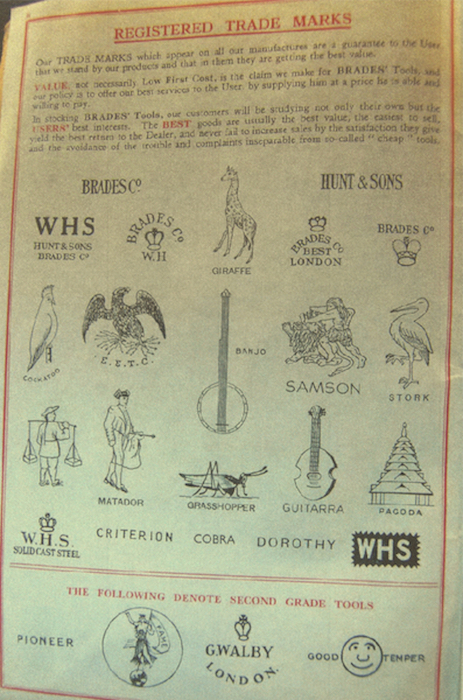 REGISTERED TRADE MARKS
Our TRADE MARKS which appear on all our manufactures are a guarantee to the User
that we stand by our products and that in them they are getting the best value.
VALUE, not necessarily Low First Cost, is the claim we make for BRADES' Tools, and
our policy is to offer our best services to the User by supplying him at a price he is able and
willing to pay.
In stocking BRADES' Tools, our customers will be studying not only their own but the
USERS' best interests. The BEST goods are usually the best value, the easiest to sell,
yield the best return to the Dealer, and never fail to increase sales by the satisfaction they give
and the avoidance of the trouble and complaints inseparable from so-called "cheap" tools.
BRADES Co
HUNT & SONS
WHS
HUNT & SONS
BRADES Co
BRADES Co
W.H
GIRAFFE
BRADES Co
BEST
LONDON
BRADES Co
COCKATOO
E.E.T.C.
BANJO
SAMSON
STORK
MATADOR
GRASSHOPPER
GUITARRA
PAGODA
W.H.S.
SOLID CAST STEEL
CRITERION
COBRA
DOROTHY
WHS
THE FOLLOWING DENOTE SECOND GRADE TOOLS
PIONEER
FAME
G.WALBY
LONDON.
GOOD TEMPER